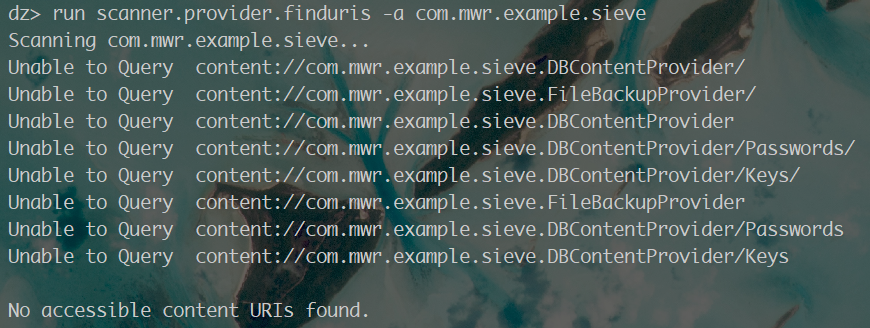 dz> run scanner.provider.finduris -a com.mwr.example.sieve
Scanning com.mwr.example.sieve...
Unable to Query  content://com.mwr.example.sieve.DBContentProvider/
Unable to Query  content://com.mwr.example.sieve.FileBackupProvider/
Unable to Query  content://com.mwr.example.sieve.DBContentProvider
Unable to Query  content://com.mwr.example.sieve.DBContentProvider/Passwords/
Unable to Query  content://com.mwr.example.sieve.DBContentProvider/Keys/
Unable to Query  content://com.mwr.example.sieve.FileBackupProvider
Unable to Query  content://com.mwr.example.sieve.DBContentProvider/Passwords
Unable to Query  content://com.mwr.example.sieve.DBContentProvider/Keys
No accessible content URIs found.